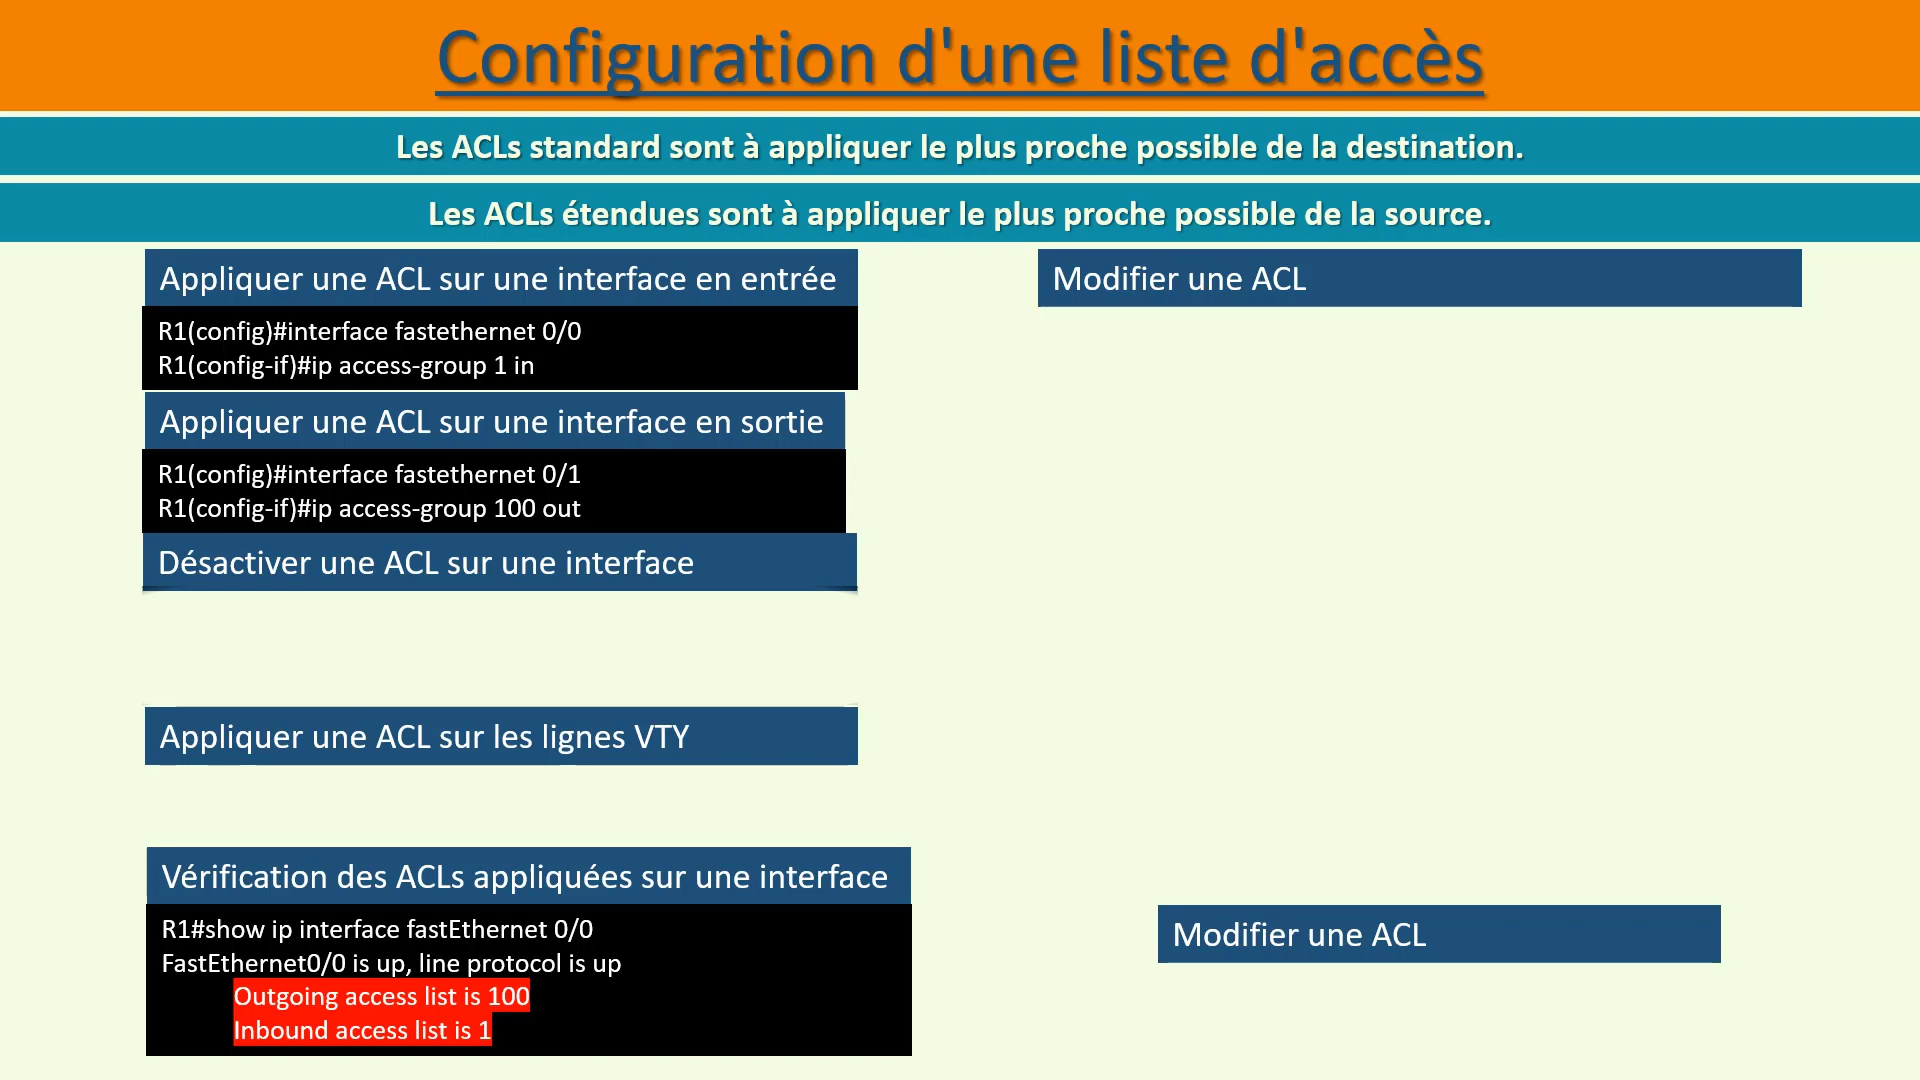 Configuration d'une liste d'accès
Les ACLs standard sont à appliquer le plus proche possible de la destination.
Les ACLs étendues sont à appliquer le plus proche possible de la source.
Appliquer une ACL sur une interface en entrée
R1(config)#interface fastethernet 0/0
R1(config-if)#ip access-group 1 in
Appliquer une ACL sur une interface en sortie
R1(config)#interface fastethernet 0/1
R1(config-if)#ip access-group 100 out
Désactiver une ACL sur une interface
Appliquer une ACL sur les lignes VTY
Vérification des ACLs appliquées sur une interface
R1#show ip interface fastEthernet 0/0
FastEthernet0/0 is up, line protocol is up
Outgoing access list is 100
Inbound access list is 1
Modifier une ACL
Modifier une ACL